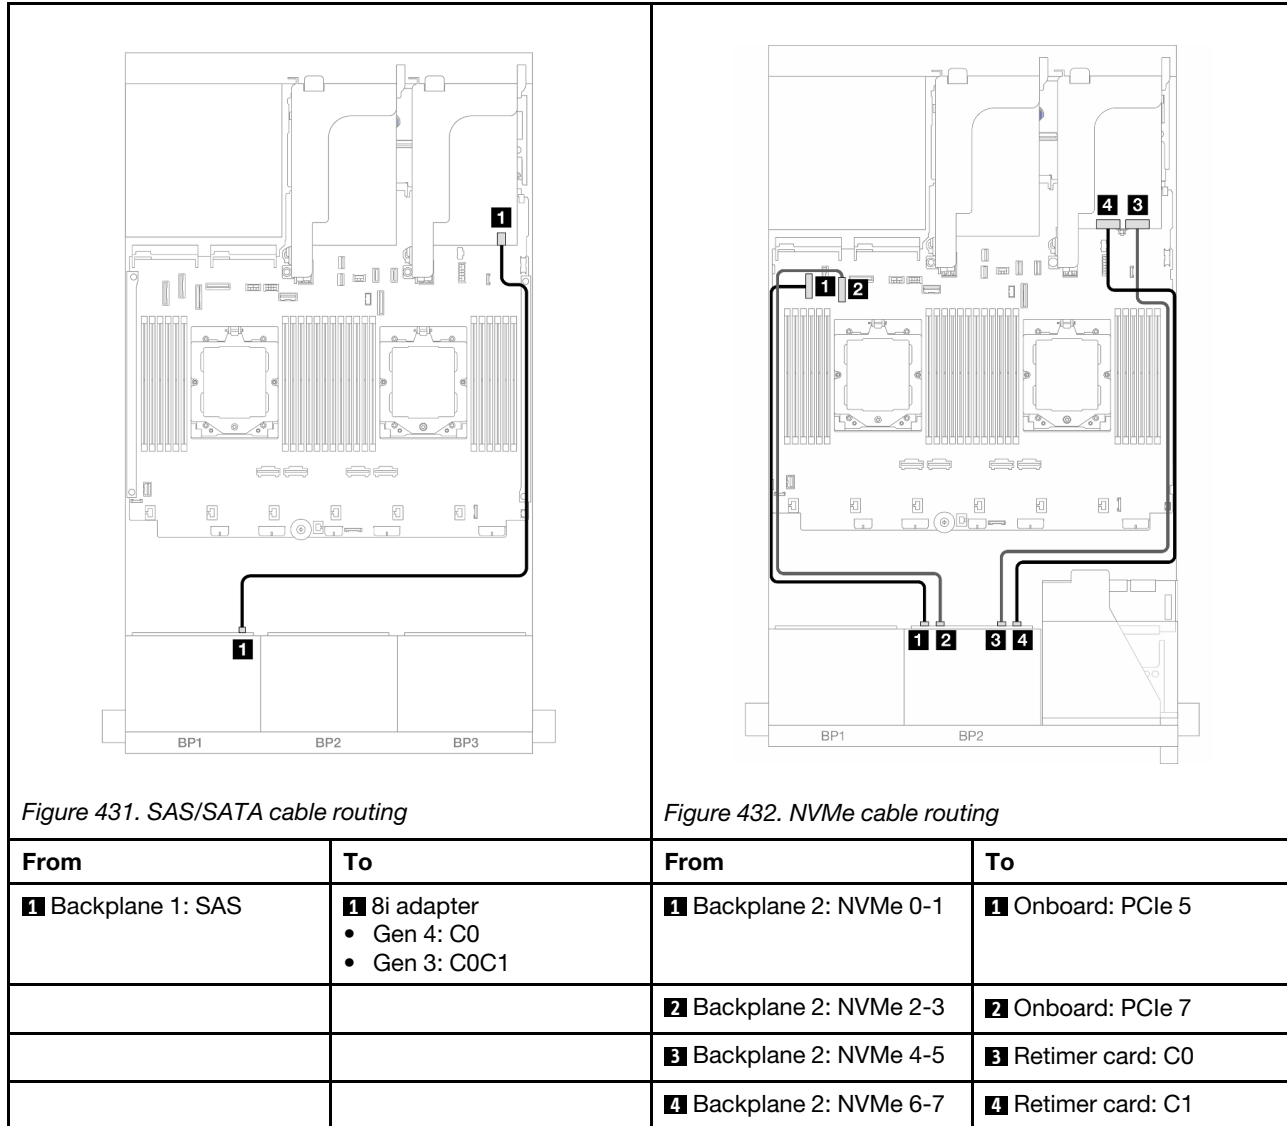 1
1
BP1 BP2 BP3
Figure 431. SAS/SATA cable routing
4 3
1 2
1 2 3 4
BP1 BP2
Figure 432. NVMe cable routing
From To From To
1 Backplane 1: SAS 1 8i adapter 1 Backplane 2: NVMe 0-1 1 Onboard: PCIe 5
• Gen 4: C0
• Gen 3: C0C1
2 Backplane 2: NVMe 2-3 2 Onboard: PCIe 7
3 Backplane 2: NVMe 4-5 3 Retimer card: C0
4 Backplane 2: NVMe 6-7 4 Retimer card: C1